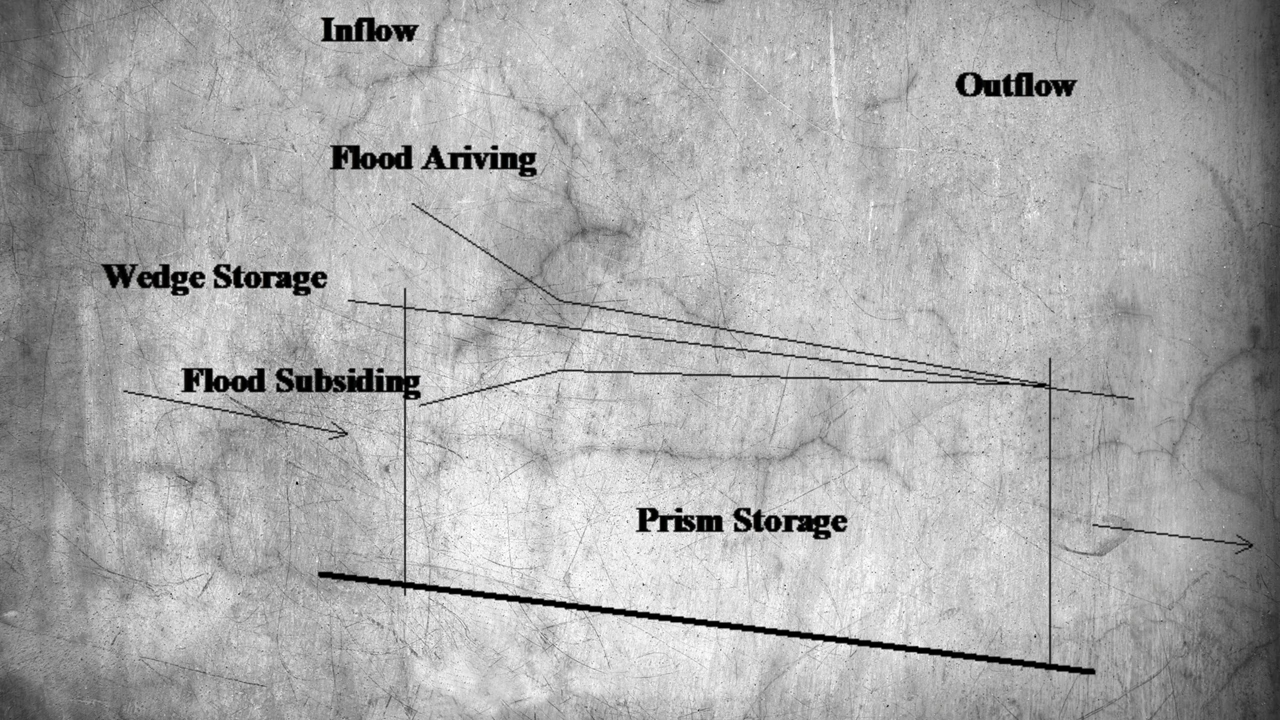 Inflow
Outflow
Flood Ariving
Wedge Storage
Flood Subsiding
Prism Storage